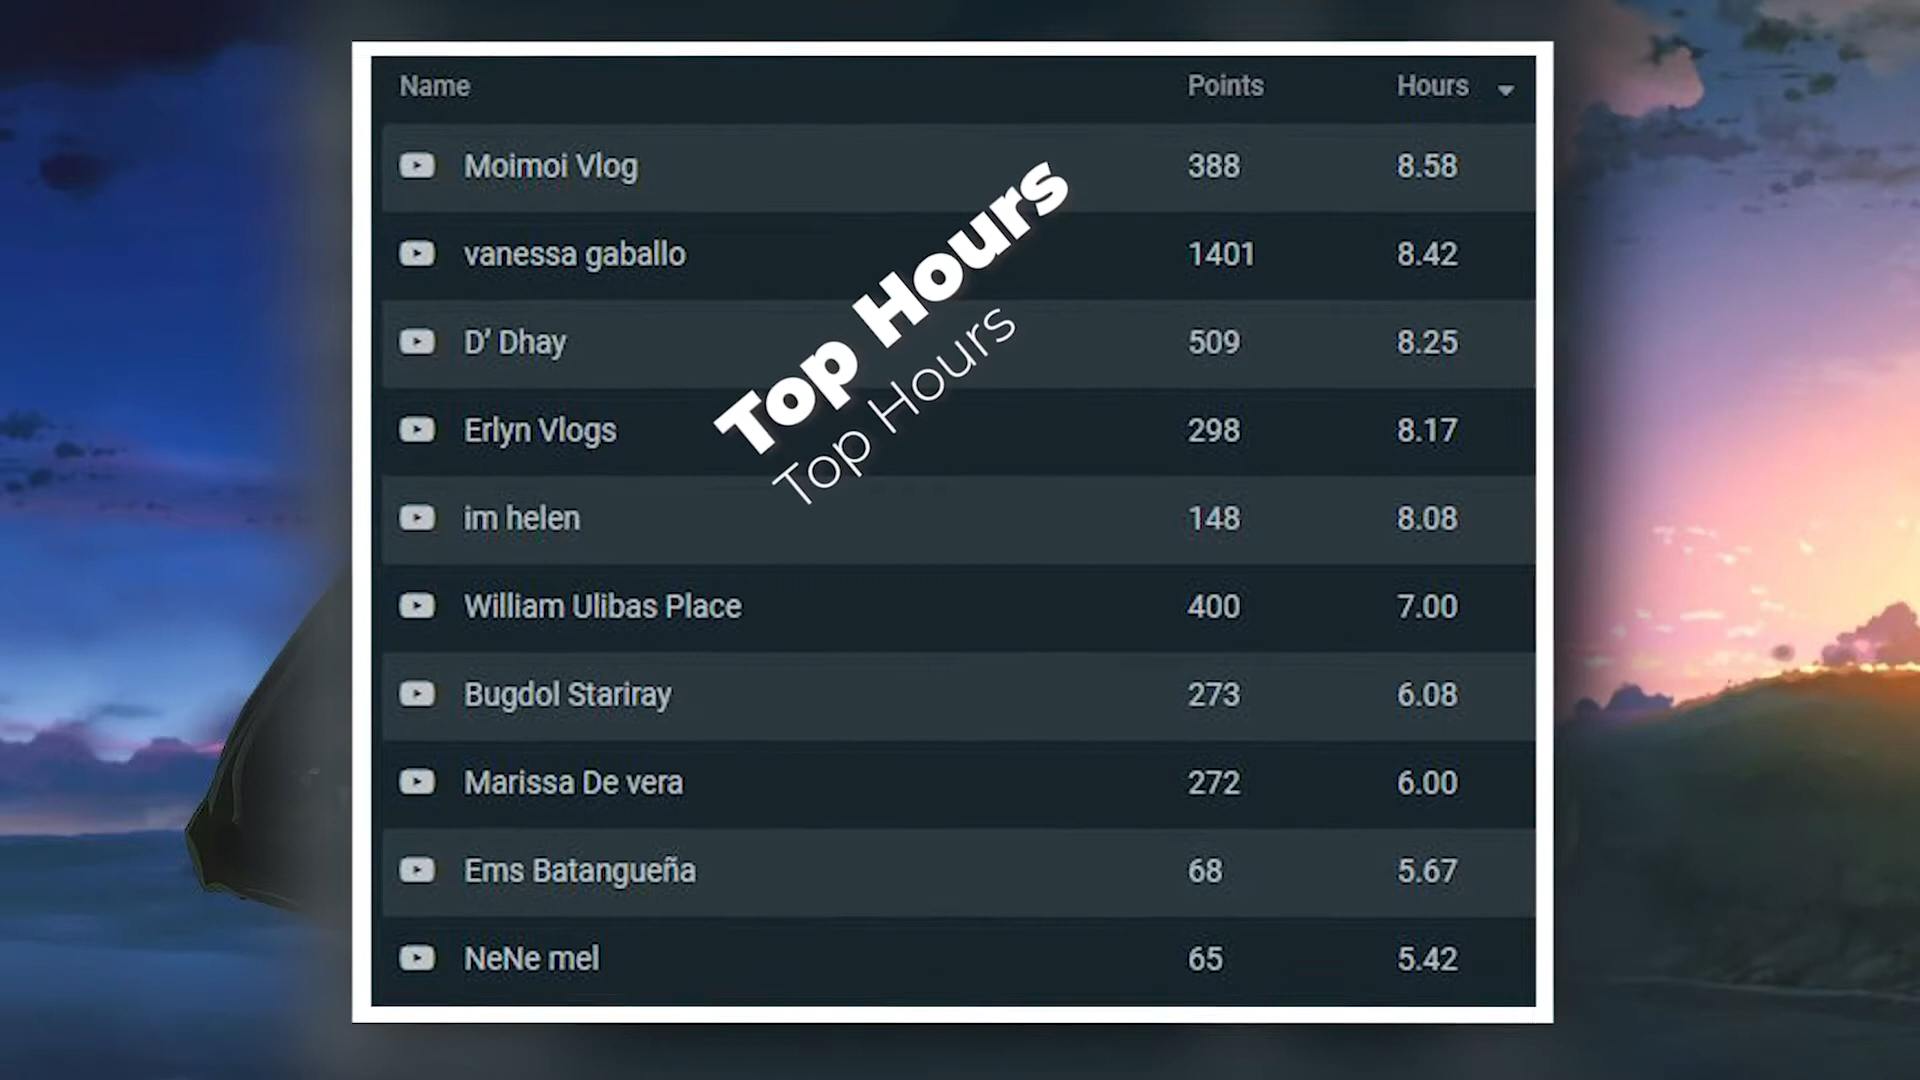 Name Points Hours
Moimoi Vlog 388 8.58
vanessa gaballo 1401 8.42
D’ Dhay 509 8.25
Erlyn Vlogs 298 8.17
im helen 148 8.08
William Ulibas Place 400 7.00
Bugdol Stariray 273 6.08
Marissa De vera 272 6.00
Ems Batangueña 68 5.67
NeNe mel 65 5.42
Top Hours
Top Hours